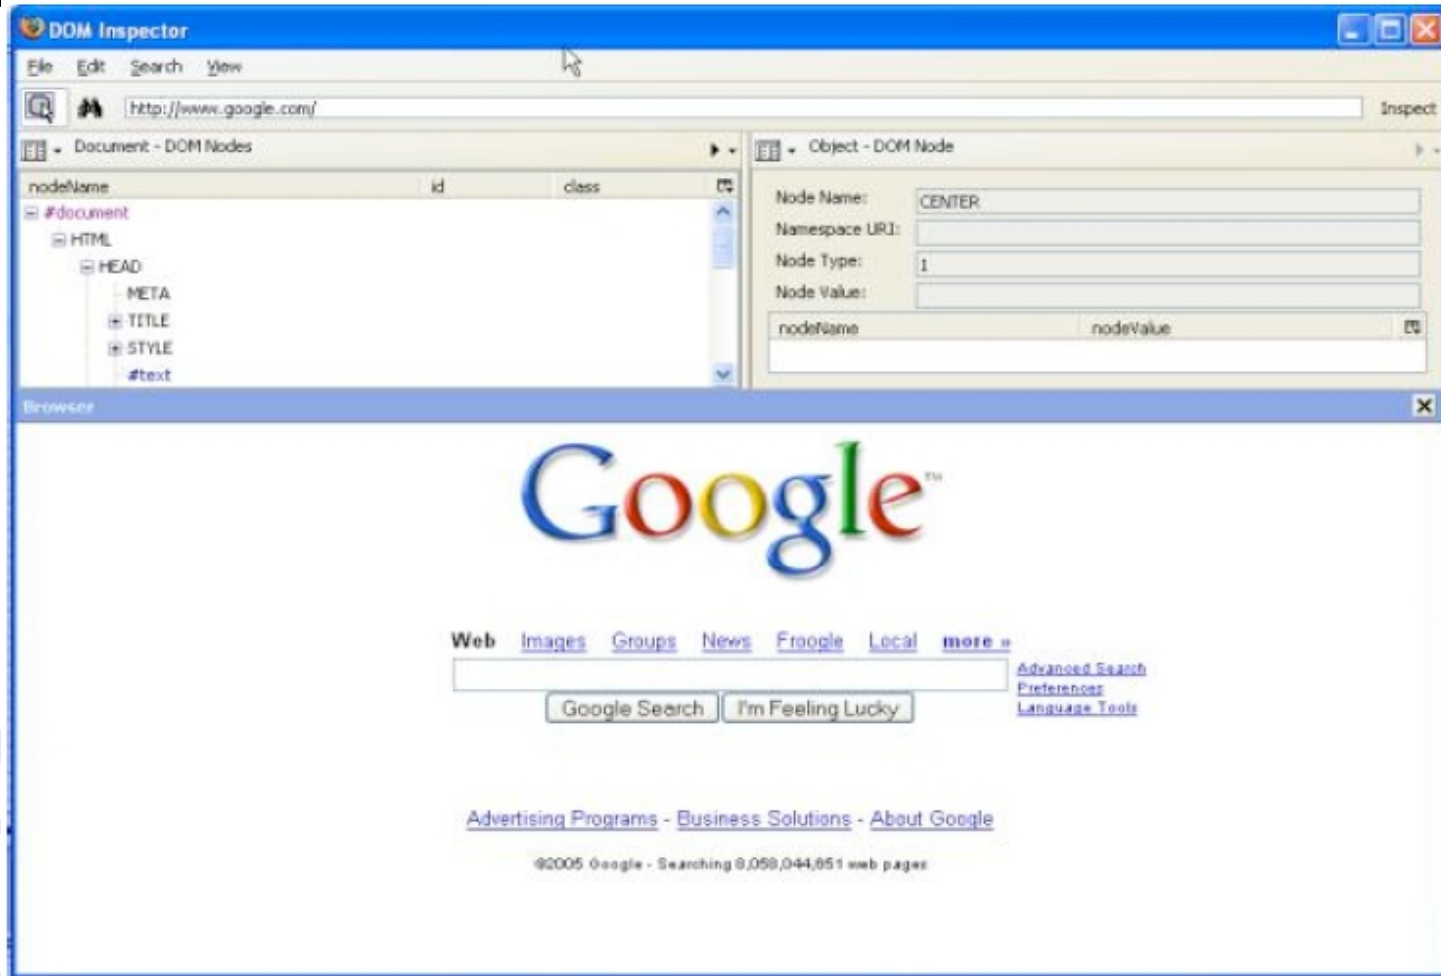 DOM Inspector
File Edit Search View
http://www.google.com/ Inspect
Document - DOM Nodes
nodeName id class
#document
HTML
HEAD
META
TITLE
STYLE
#text
Object - DOM Node
Node Name: CENTER
Namespace URI:
Node Type: 1
Node Value:
nodeName nodeValue
Browser
Google™
Web Images Groups News Froogle Local more »
Advanced Search
Preferences
Language Tools
Google Search I'm Feeling Lucky
Advertising Programs - Business Solutions - About Google
©2005 Google - Searching 8,058,044,651 web pages